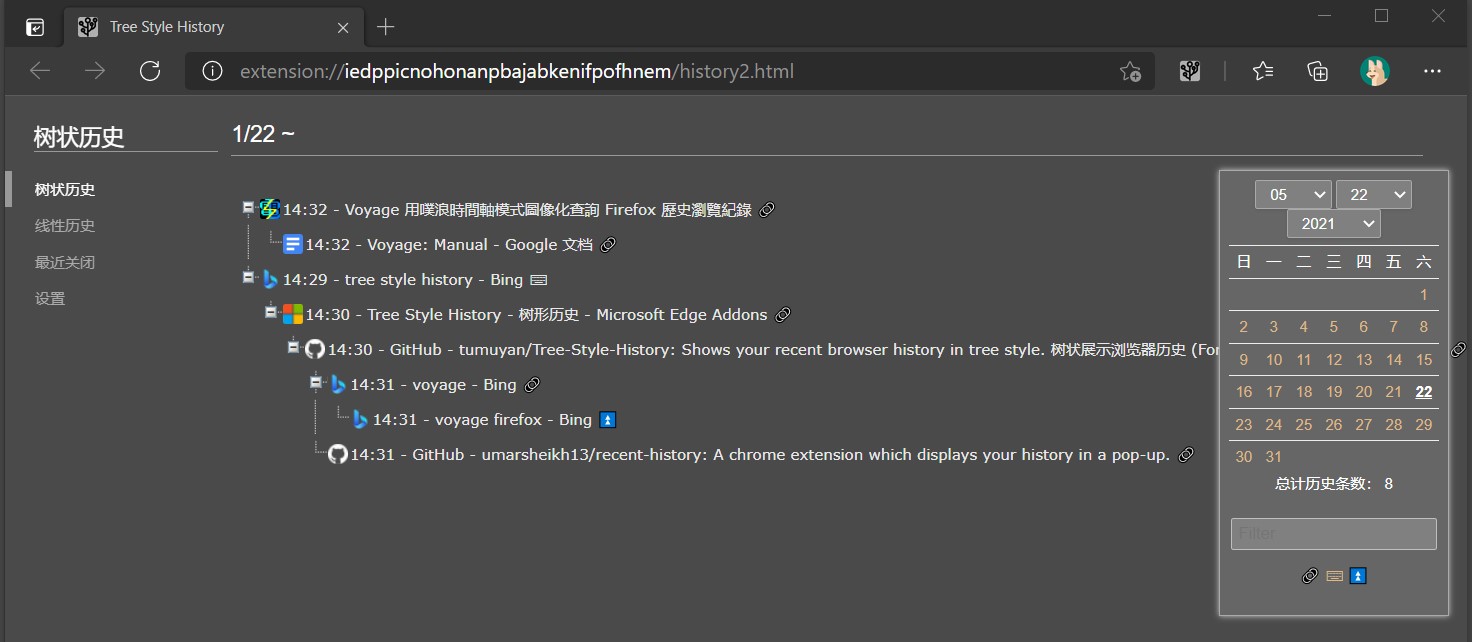 Tree Style History
extension://iedppicnohonanpbajabkenifpofhnem/history2.html
树状历史
树状历史
线性历史
最近关闭
设置
1/22 ~
14:32 - Voyage 用噗浪時間軸模式圖像化查詢 Firefox 歷史瀏覽紀錄
14:32 - Voyage: Manual - Google 文档
14:29 - tree style history - Bing
14:30 - Tree Style History - 树形历史 - Microsoft Edge Addons
14:30 - GitHub - tumuyan/Tree-Style-History: Shows your recent browser history in tree style. 树状展示浏览器历史 (For
14:31 - voyage - Bing
14:31 - voyage firefox - Bing
14:31 - GitHub - umarsheikh13/recent-history: A chrome extension which displays your history in a pop-up.
05 22
2021
日 一 二 三 四 五 六
1
2 3 4 5 6 7 8
9 10 11 12 13 14 15
16 17 18 19 20 21 22
23 24 25 26 27 28 29
30 31
总计历史条数： 8
Filter